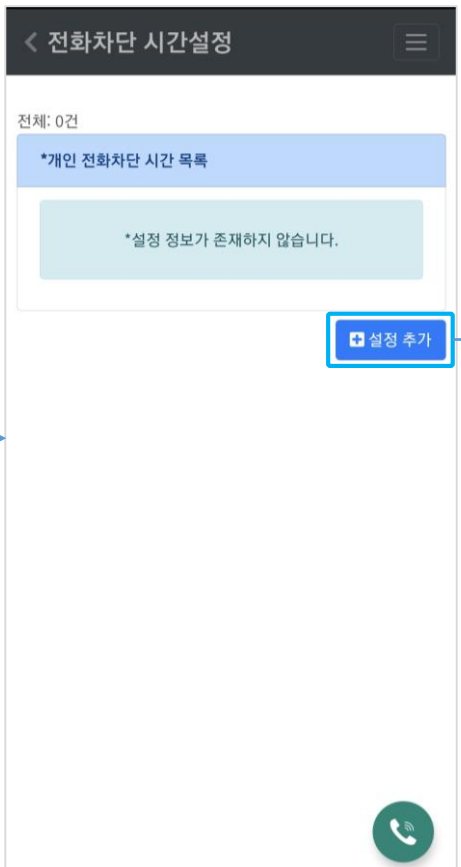 전화차단 시간설정
전체: 0건
*개인 전화차단 시간 목록
*설정 정보가 존재하지 않습니다.
설정 추가